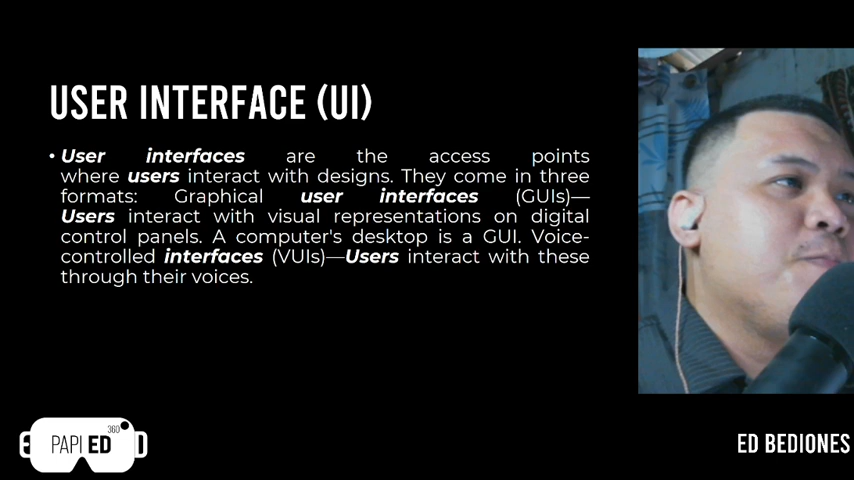 USER INTERFACE (UI)
• User interfaces are the access points
where users interact with designs. They come in three
formats: Graphical user interfaces (GUIs)—
Users interact with visual representations on digital
control panels. A computer's desktop is a GUI. Voice-
controlled interfaces (VUIs)—Users interact with these
through their voices.
360
PAPI ED
ED BEDIONES